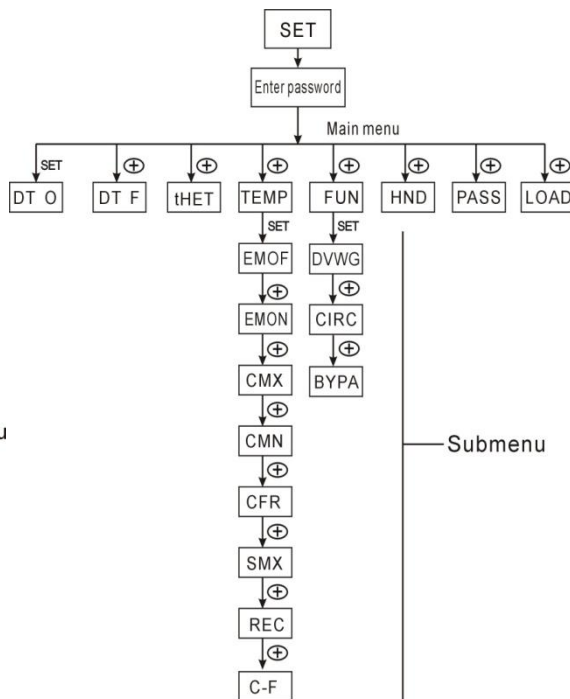 SET
Enter password
Main menu
SET ⊕ ⊕ ⊕ ⊕ ⊕ ⊕ ⊕
DT O DT F tHET TEMP FUN HND PASS LOAD
SET SET
EMOF DVWG
⊕ ⊕
EMON CIRC
⊕ ⊕
CMX BYPA
⊕
u CMN Submenu
⊕
CFR
⊕
SMX
⊕
REC
⊕
C-F